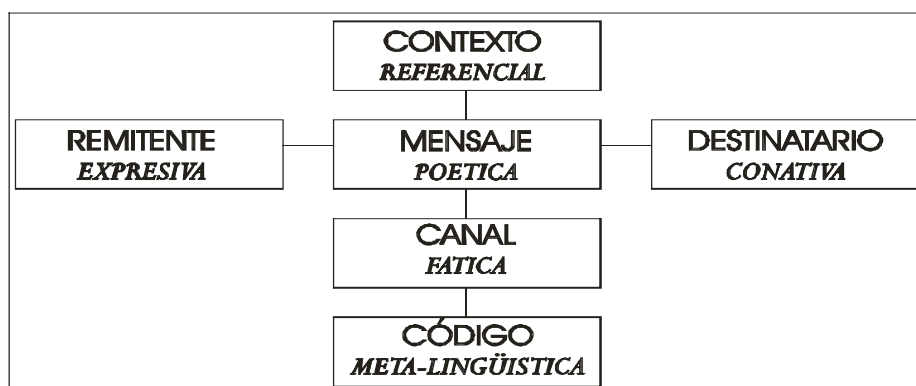 CONTEXTO
REFERENCIAL
REMITENTE
EXPRESIVA
MENSAJE
POETICA
DESTINATARIO
CONATIVA
CANAL
FATICA
CÓDIGO
META-LINGÜISTICA